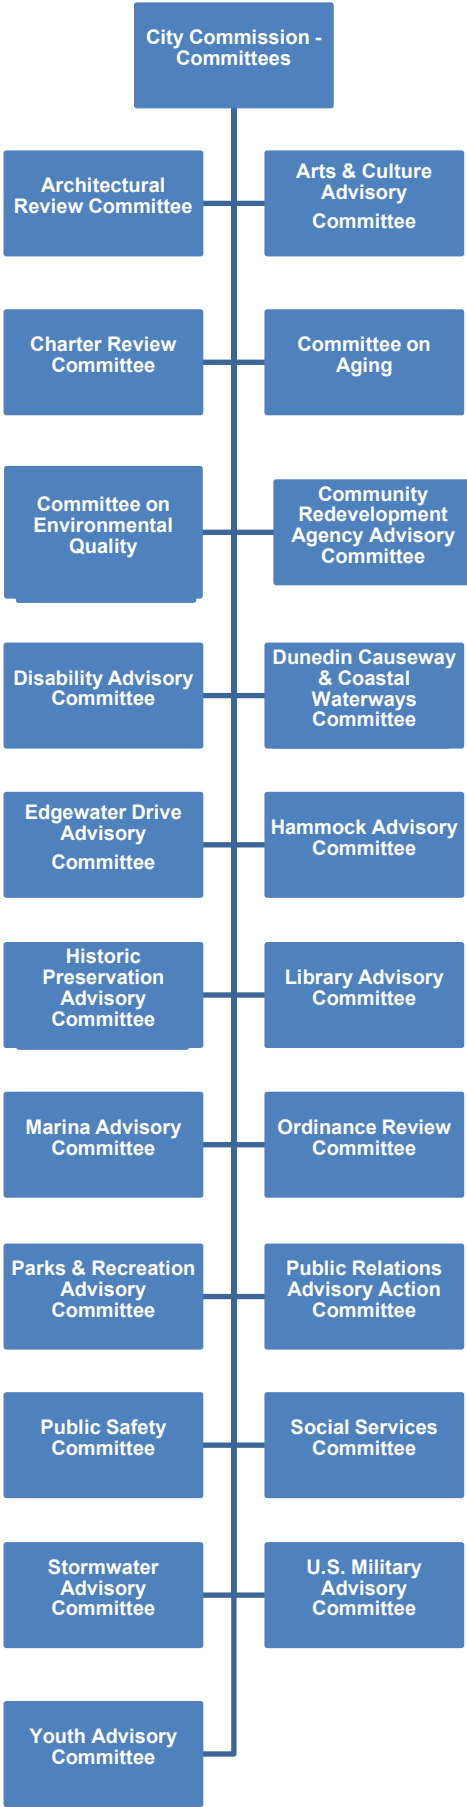 City Commission -
Committees
Architectural
Review Committee
Arts & Culture
Advisory
Committee
Charter Review
Committee
Committee on
Aging
Committee on
Environmental
Quality
Community
Redevelopment
Agency Advisory
Committee
Disability Advisory
Committee
Dunedin Causeway
& Coastal
Waterways
Committee
Edgewater Drive
Advisory
Committee
Hammock Advisory
Committee
Historic
Preservation
Advisory
Committee
Library Advisory
Committee
Marina Advisory
Committee
Ordinance Review
Committee
Parks & Recreation
Advisory
Committee
Public Relations
Advisory Action
Committee
Public Safety
Committee
Social Services
Committee
Stormwater
Advisory
Committee
U.S. Military
Advisory
Committee
Youth Advisory
Committee